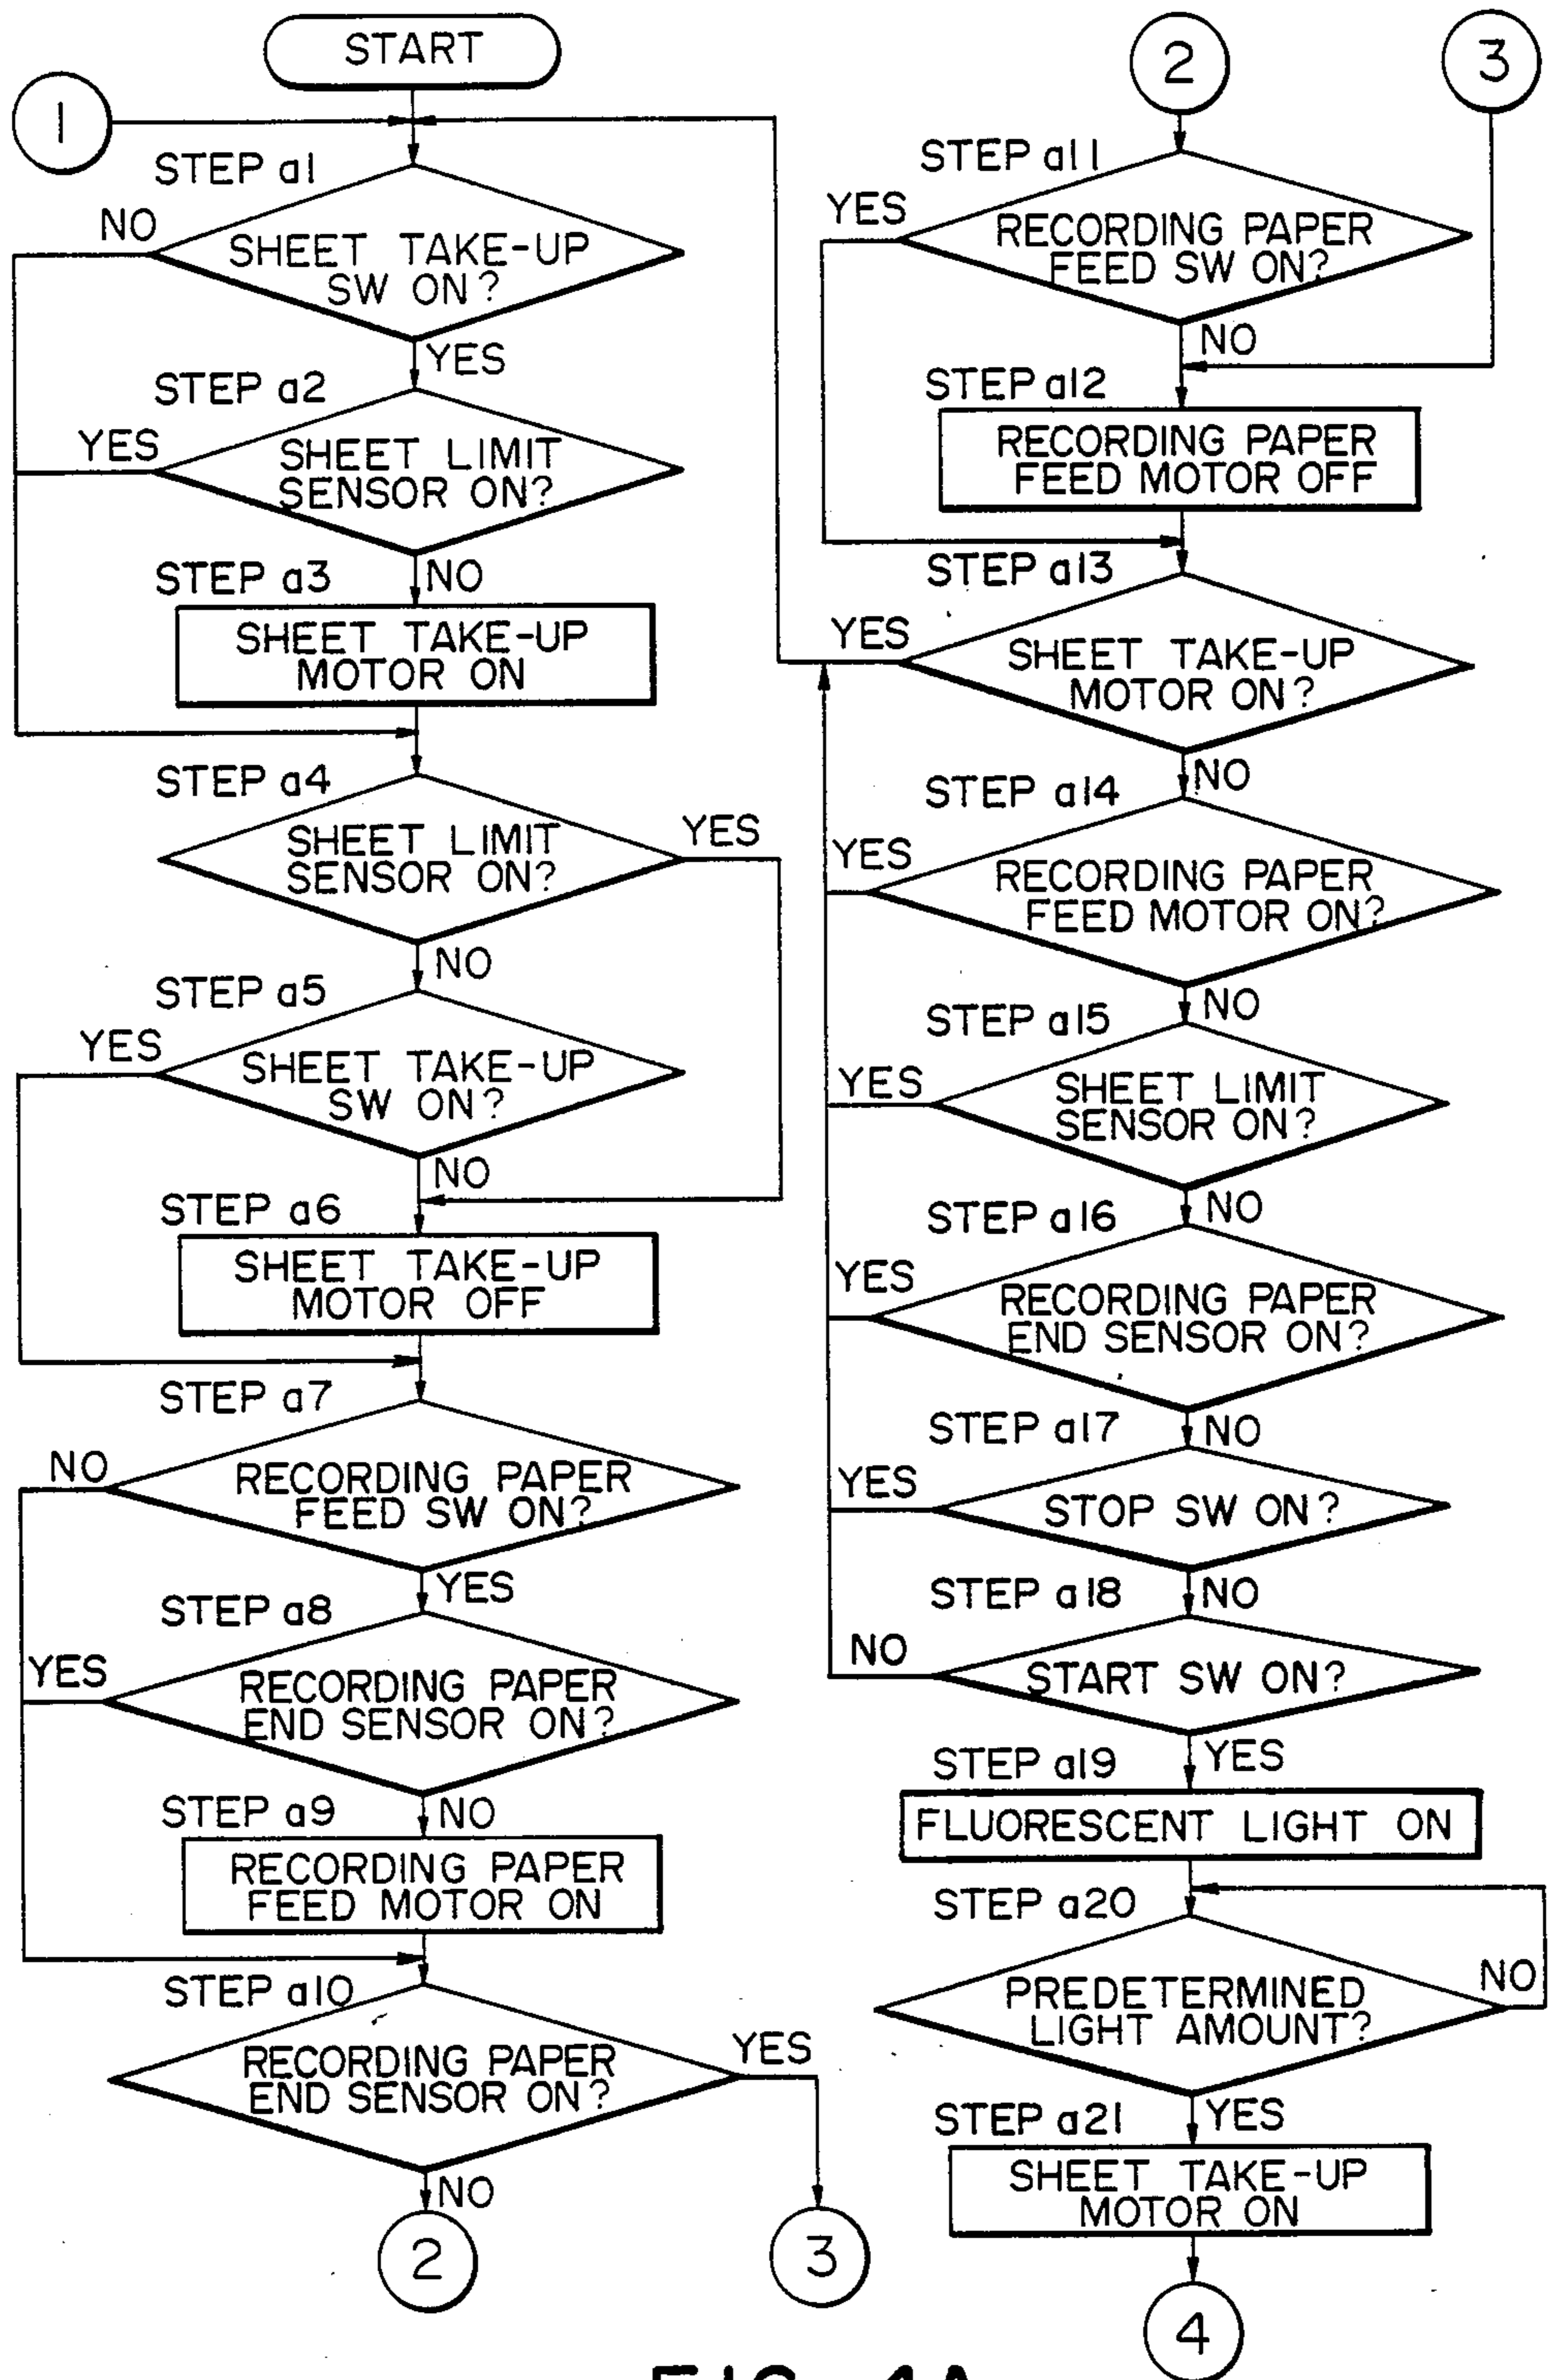 START
1
STEP a1
NO
SHEET TAKE-UP
SW ON?
YES
STEP a2
YES
SHEET LIMIT
SENSOR ON?
NO
STEP a3
SHEET TAKE-UP
MOTOR ON
STEP a4
YES
SHEET LIMIT
SENSOR ON?
NO
STEP a5
YES
SHEET TAKE-UP
SW ON?
NO
STEP a6
SHEET TAKE-UP
MOTOR OFF
STEP a7
NO
RECORDING PAPER
FEED SW ON?
YES
STEP a8
YES
RECORDING PAPER
END SENSOR ON?
NO
STEP a9
RECORDING PAPER
FEED MOTOR ON
STEP a10
YES
RECORDING PAPER
END SENSOR ON?
NO
2
3
2
3
STEP a11
YES
RECORDING PAPER
FEED SW ON?
NO
STEP a12
RECORDING PAPER
FEED MOTOR OFF
STEP a13
YES
SHEET TAKE-UP
MOTOR ON?
NO
STEP a14
YES
RECORDING PAPER
FEED MOTOR ON?
NO
STEP a15
YES
SHEET LIMIT
SENSOR ON?
NO
STEP a16
YES
RECORDING PAPER
END SENSOR ON?
NO
STEP a17
YES
STOP SW ON?
NO
STEP a18
NO
START SW ON?
YES
STEP a19
FLUORESCENT LIGHT ON
STEP a20
NO
PREDETERMINED
LIGHT AMOUNT?
YES
STEP a21
SHEET TAKE-UP
MOTOR ON
4